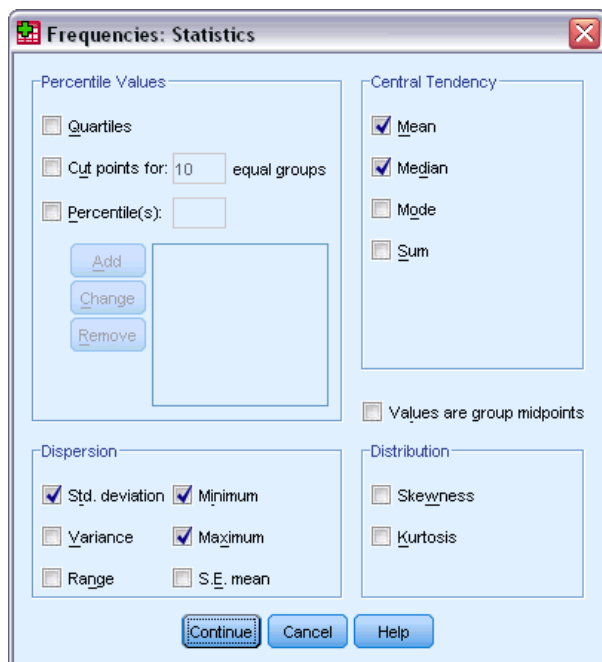 Frequencies: Statistics
Percentile Values
Quartiles
Cut points for: 10 equal groups
Percentile(s):
Add
Change
Remove
Central Tendency
Mean
Median
Mode
Sum
Values are group midpoints
Dispersion
Std. deviation Minimum
Variance Maximum
Range S.E. mean
Distribution
Skewness
Kurtosis
Continue Cancel Help